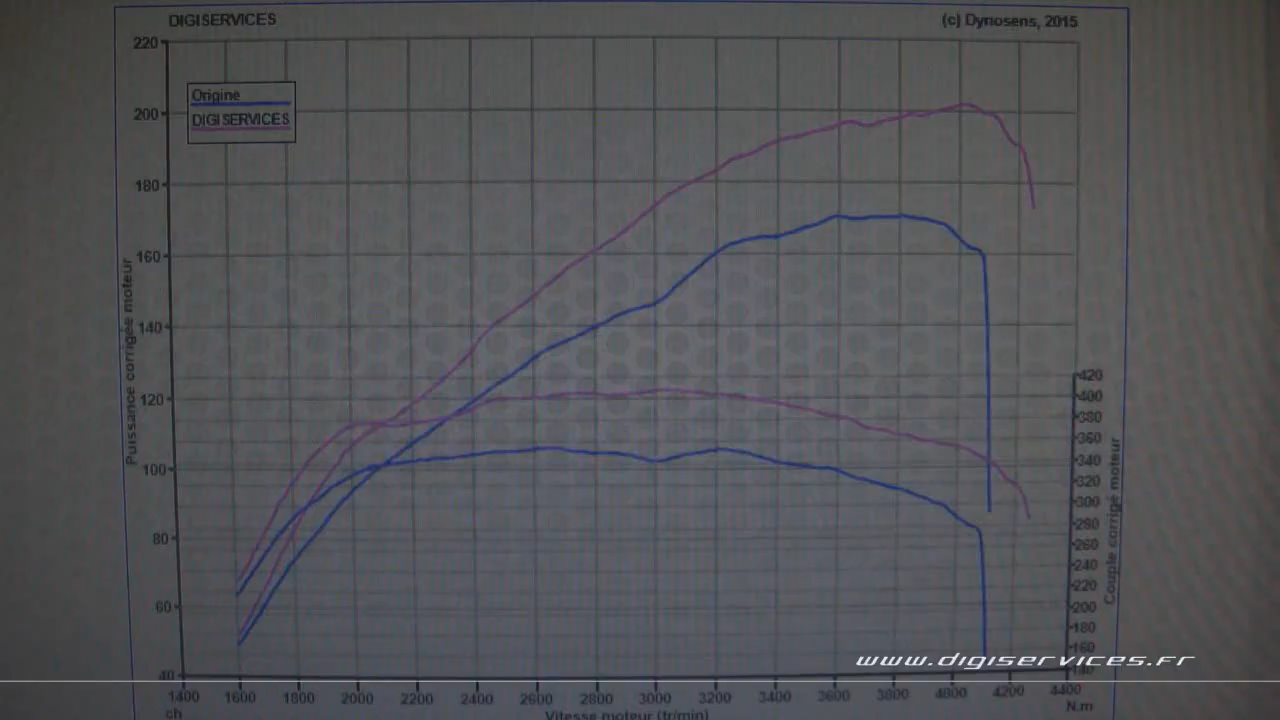 DIGISERVICES
(c) Dynosens, 2015
220
200
180
160
140
120
100
80
60
40
Puissance corrigée moteur
Origine
DIGISERVICES
420
400
380
360
340
320
300
280
260
240
220
200
180
160
140
Couple corrigé moteur
www.digiservices.fr
1400 1600 1800 2000 2200 2400 2600 2800 3000 3200 3400 3600 3800 4000 4200 4400
ch
Vitesse moteur (tr/min)
N.m